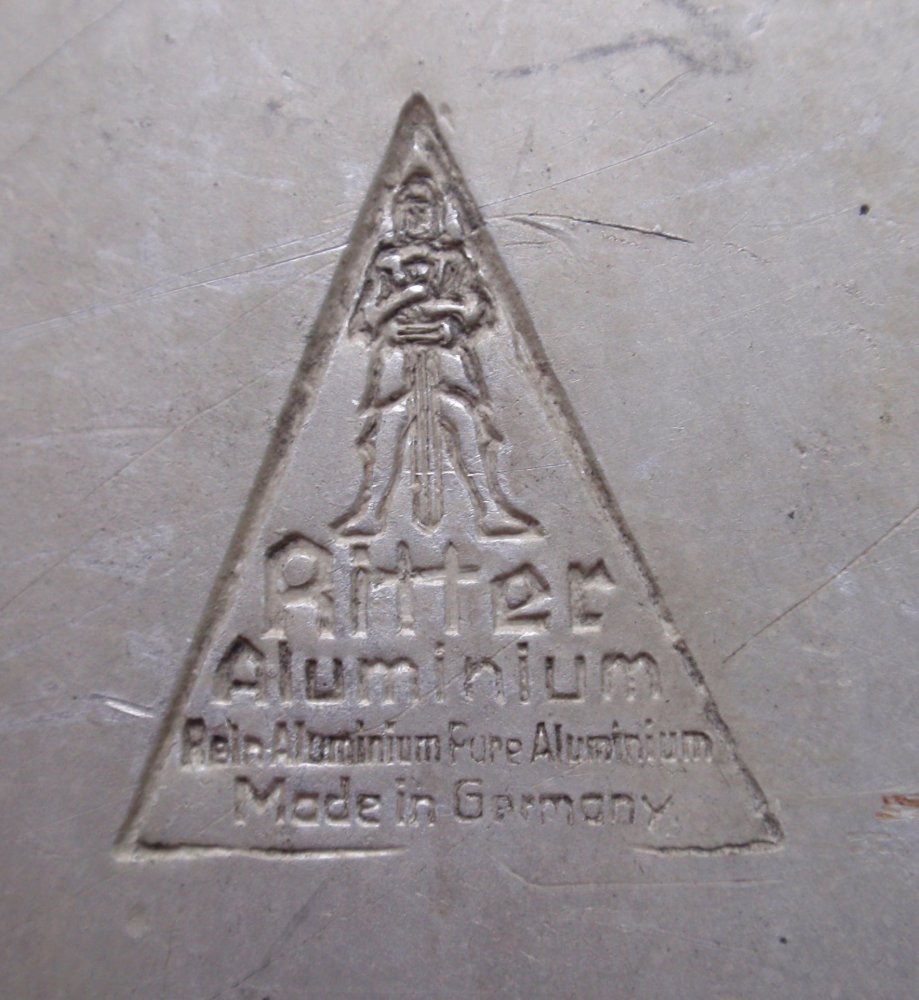 Ritter
Aluminium
Rein-Aluminium Pure Aluminium
Made in Germany